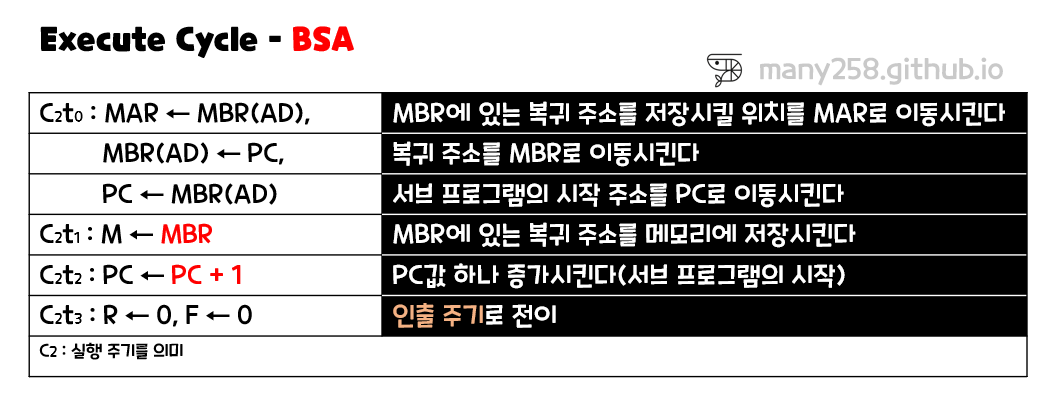 Execute Cycle - BSA
many258.github.io
C2t0 : MAR ← MBR(AD), MBR에 있는 복귀 주소를 저장시킬 위치를 MAR로 이동시킨다
MBR(AD) ← PC, 복귀 주소를 MBR로 이동시킨다
PC ← MBR(AD) 서브 프로그램의 시작 주소를 PC로 이동시킨다
C2t1 : M ← MBR MBR에 있는 복귀 주소를 메모리에 저장시킨다
C2t2 : PC ← PC + 1 PC값 하나 증가시킨다(서브 프로그램의 시작)
C2t3 : R ← 0, F ← 0 인출 주기로 전이
C2 : 실행 주기를 의미